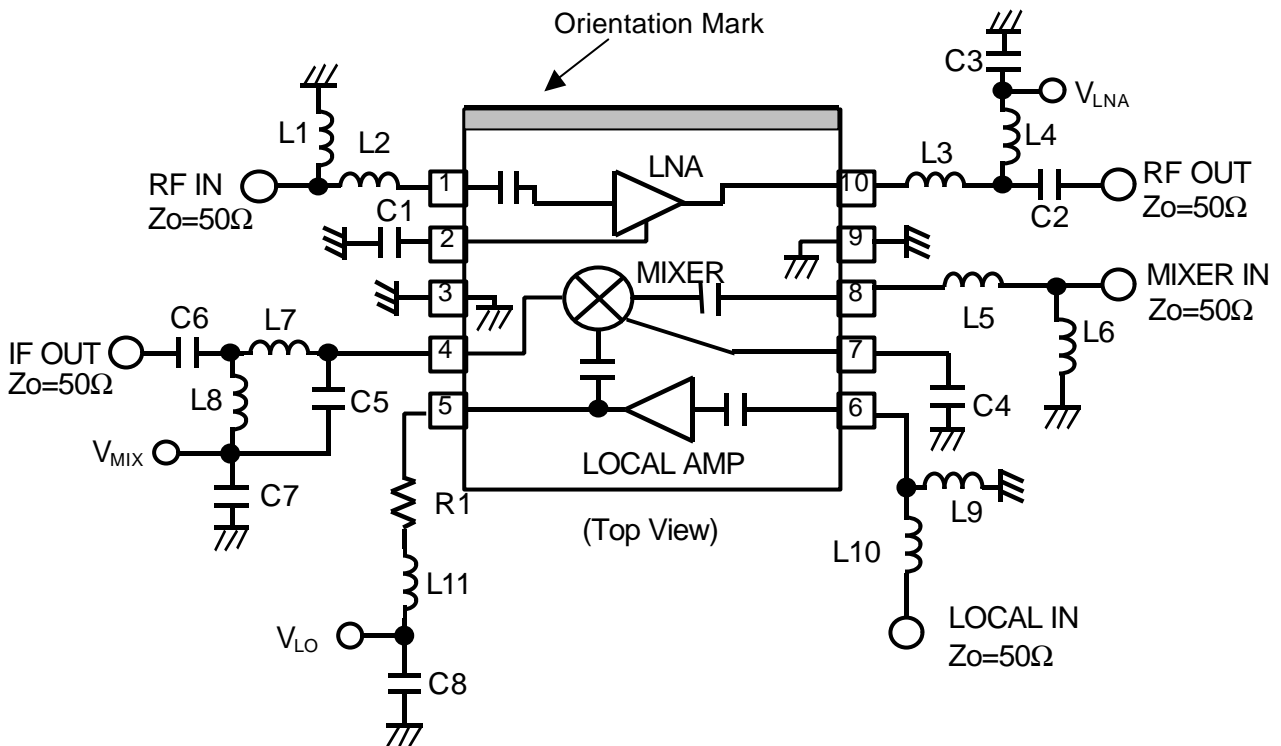 Orientation Mark
C3
V_LNA
L1
L2
L4
L3
LNA
RF IN
Zo=50Ω
1
10
RF OUT
Zo=50Ω
C2
C1
2
9
MIXER
3
8
MIXER IN
Zo=50Ω
L5
L6
C6
L7
IF OUT
Zo=50Ω
4
7
L8
C5
5
6
C4
V_MIX
LOCAL AMP
C7
R1
(Top View)
L9
L10
L11
V_LO
LOCAL IN
Zo=50Ω
C8